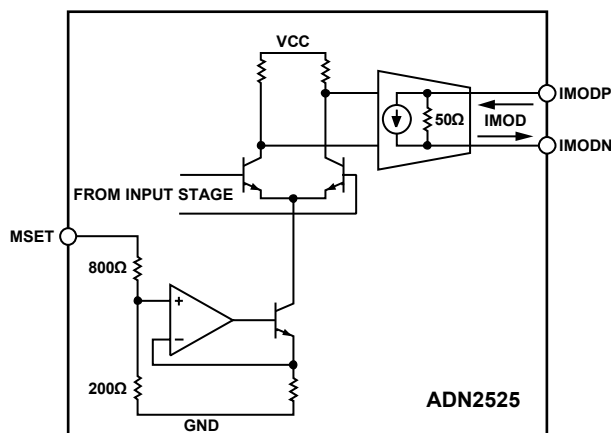 VCC
IMODP
50Ω
IMOD
IMODN
FROM INPUT STAGE
MSET
800Ω
+
–
200Ω
GND
ADN2525